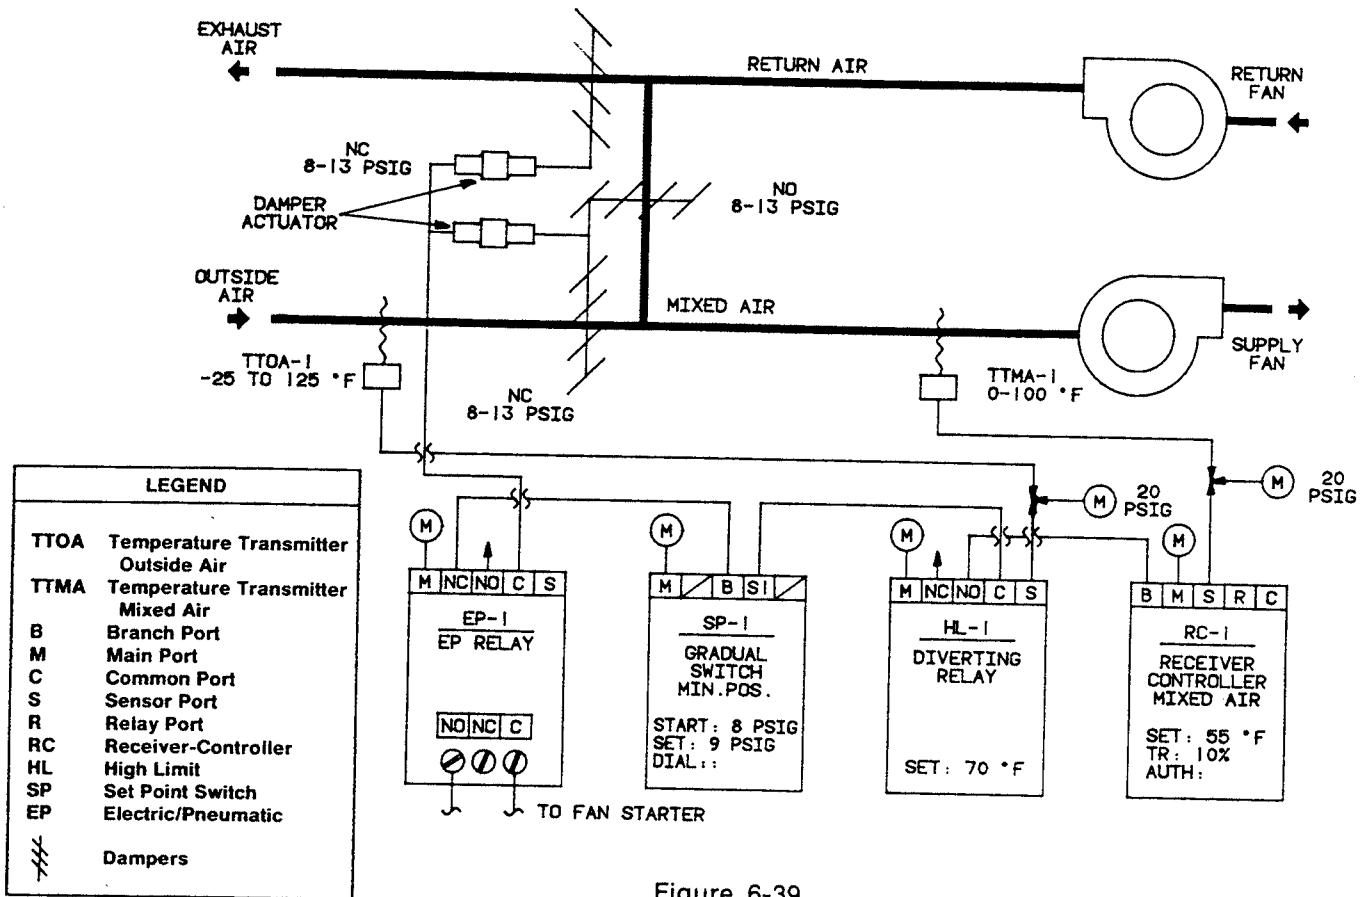 EXHAUST
AIR
RETURN AIR
RETURN
FAN
NC
8-13 PSIG
DAMPER
ACTUATOR
NO
8-13 PSIG
OUTSIDE
AIR
MIXED AIR
SUPPLY
FAN
TTOA-1
-25 TO 125 °F
NC
8-13 PSIG
TTMA-1
0-100 °F
M 20
PSIG
M 20
PSIG
LEGEND
TTOA Temperature Transmitter
Outside Air
TTMA Temperature Transmitter
Mixed Air
B Branch Port
M Main Port
C Common Port
S Sensor Port
R Relay Port
RC Receiver-Controller
HL High Limit
SP Set Point Switch
EP Electric/Pneumatic
Dampers
M
M NC NO C S
EP-1
EP RELAY
NO NC C
TO FAN STARTER
M
M B S1
SP-1
GRADUAL
SWITCH
MIN.POS.
START: 8 PSIG
SET: 9 PSIG
DIAL::
M
M NC NO C S
HL-1
DIVERTING
RELAY
SET: 70 °F
M
B M S R C
RC-1
RECEIVER
CONTROLLER
MIXED AIR
SET: 55 °F
TR: 10%
AUTH:
Figure 6-39